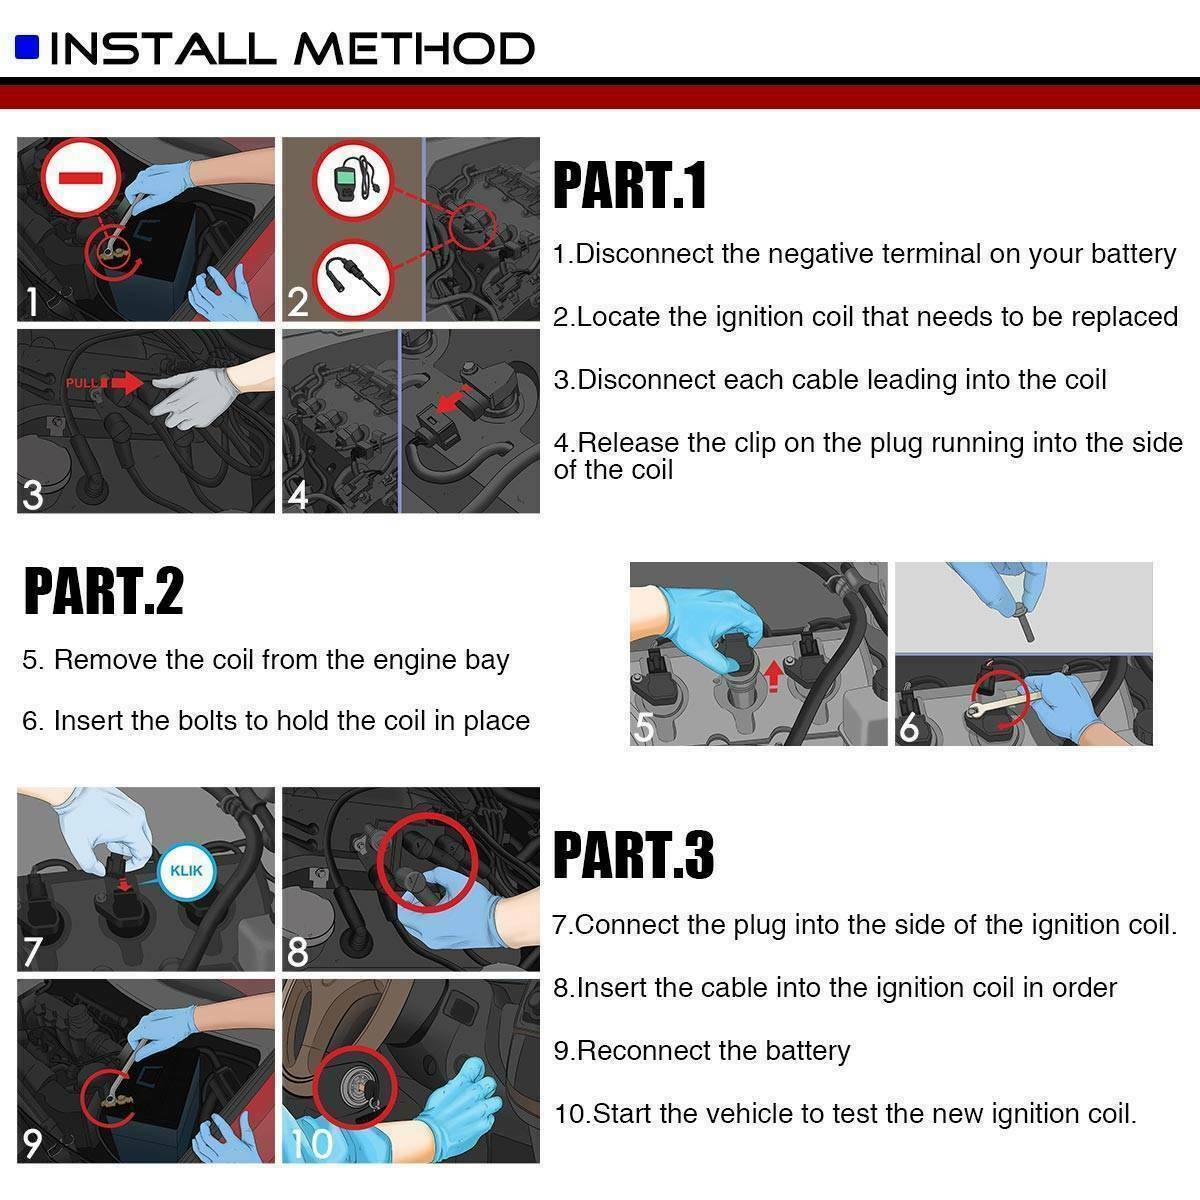 INSTALL METHOD
1
2
PULL
3
4
PART.1
1.Disconnect the negative terminal on your battery
2.Locate the ignition coil that needs to be replaced
3.Disconnect each cable leading into the coil
4.Release the clip on the plug running into the side
of the coil
PART.2
5. Remove the coil from the engine bay
6. Insert the bolts to hold the coil in place
5
6
KLIK
7
8
9
10
PART.3
7.Connect the plug into the side of the ignition coil.
8.Insert the cable into the ignition coil in order
9.Reconnect the battery
10.Start the vehicle to test the new ignition coil.